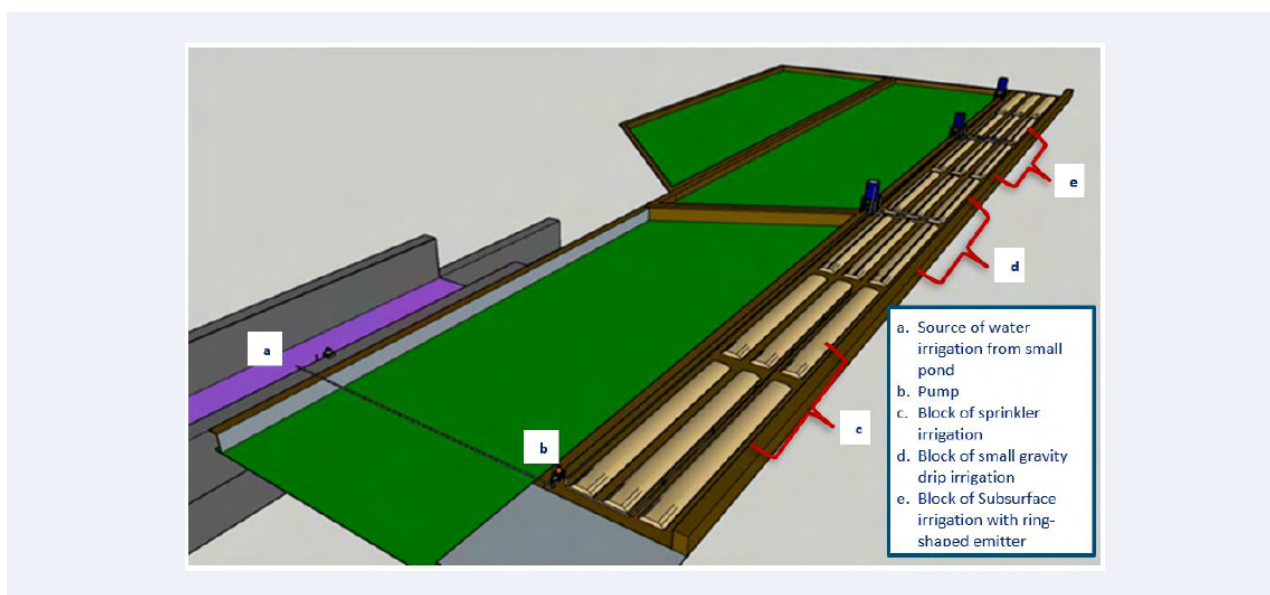 e
d
a
c
b
a. Source of water
irrigation from small
pond
b. Pump
c. Block of sprinkler
irrigation
d. Block of small gravity
drip irrigation
e. Block of Subsurface
irrigation with ring-
shaped emitter